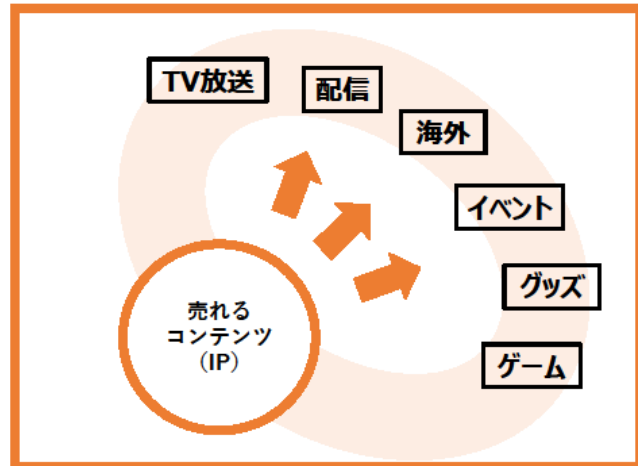 TV放送
配信
海外
イベント
グッズ
ゲーム
売れる
コンテンツ
（IP）